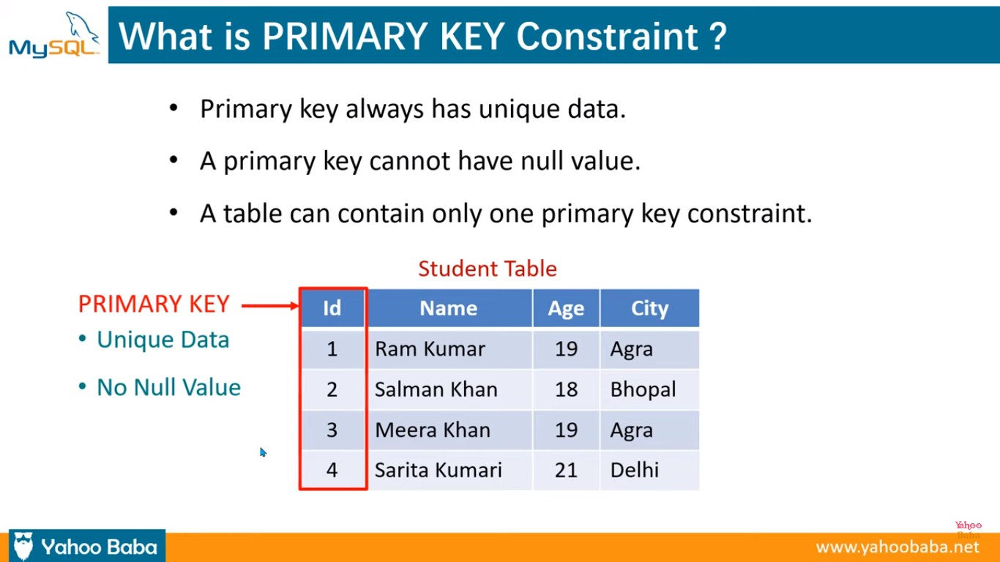 MySQL™
What is PRIMARY KEY Constraint ?
• Primary key always has unique data.
• A primary key cannot have null value.
• A table can contain only one primary key constraint.
Student Table
PRIMARY KEY
• Unique Data
• No Null Value
Id Name Age City
1 Ram Kumar 19 Agra
2 Salman Khan 18 Bhopal
3 Meera Khan 19 Agra
4 Sarita Kumari 21 Delhi
Yahoo
Baba
Yahoo Baba
www.yahoobaba.net